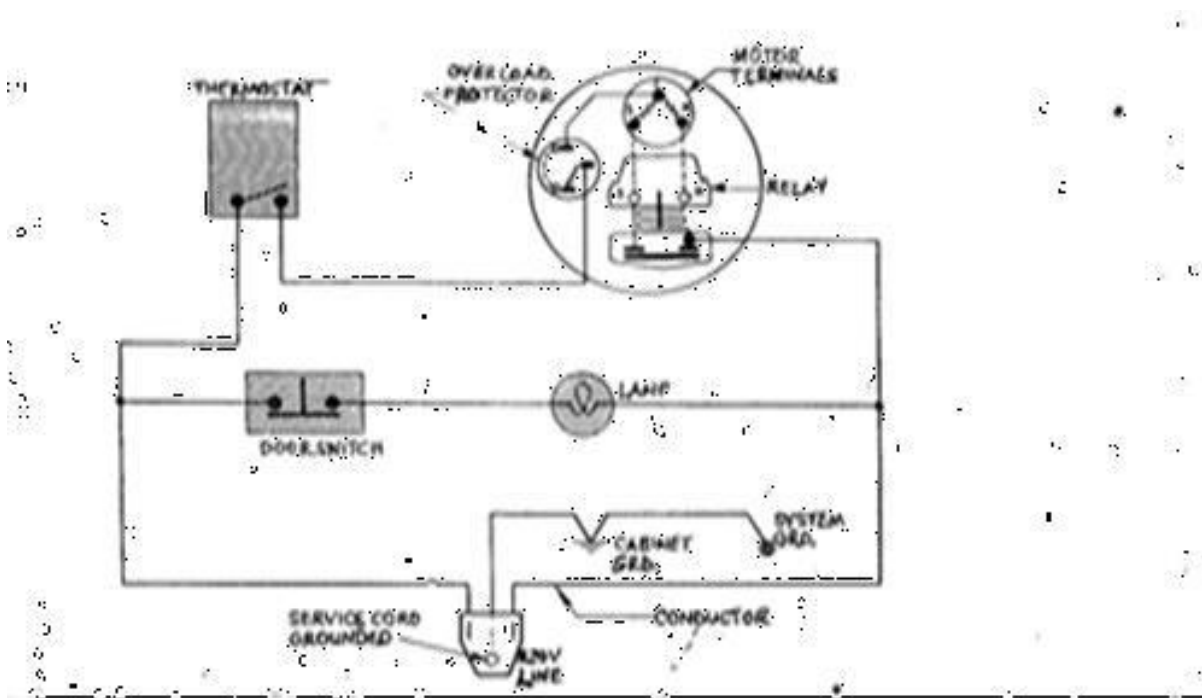 THERMOSTAT
OVERLOAD
PROTECTOR
MOTOR
TERMINALS
RELAY
LAMP
DOOR SWITCH
SYSTEM
GRD.
CABINET
GRD.
SERVICE CORD
GROUNDED
CONDUCTOR
LINE